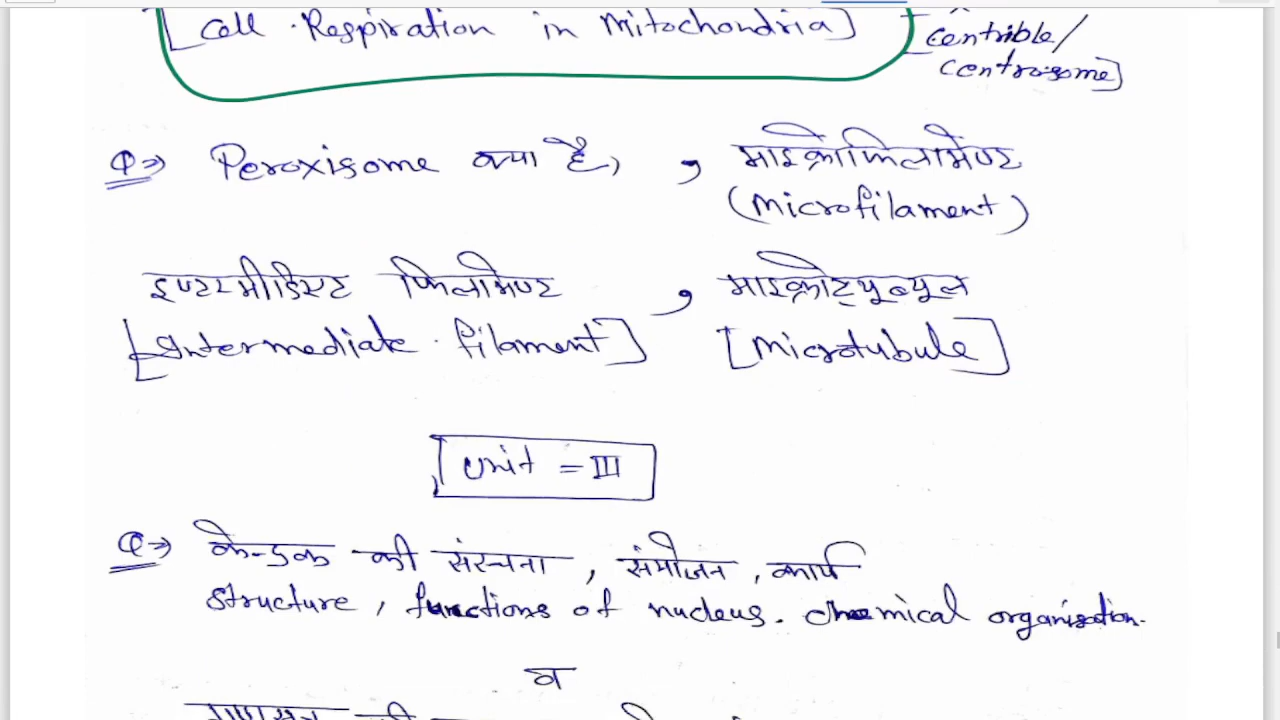 [Cell Respiration in Mitochondria]
[Centrible/
Centrosome]
Q⇒ Peroxisome क्या है,
, माइक्रोफिलामेण्ट
(Microfilament)
इण्टरमीडिएट फिलामेण्ट
, माइक्रोट्यूब्यूल
[Intermediate filament]
[Microtubule]
Unit = III
Q⇒ केन्द्रक की संरचना, संयोजन, कार्य
structure, functions of nucleus. chemical organisation.
व